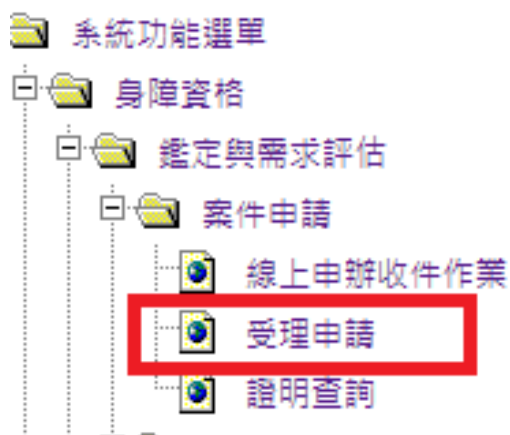 系統功能選單
身障資格
鑑定與需求評估
案件申請
線上申辦收件作業
受理申請
證明查詢